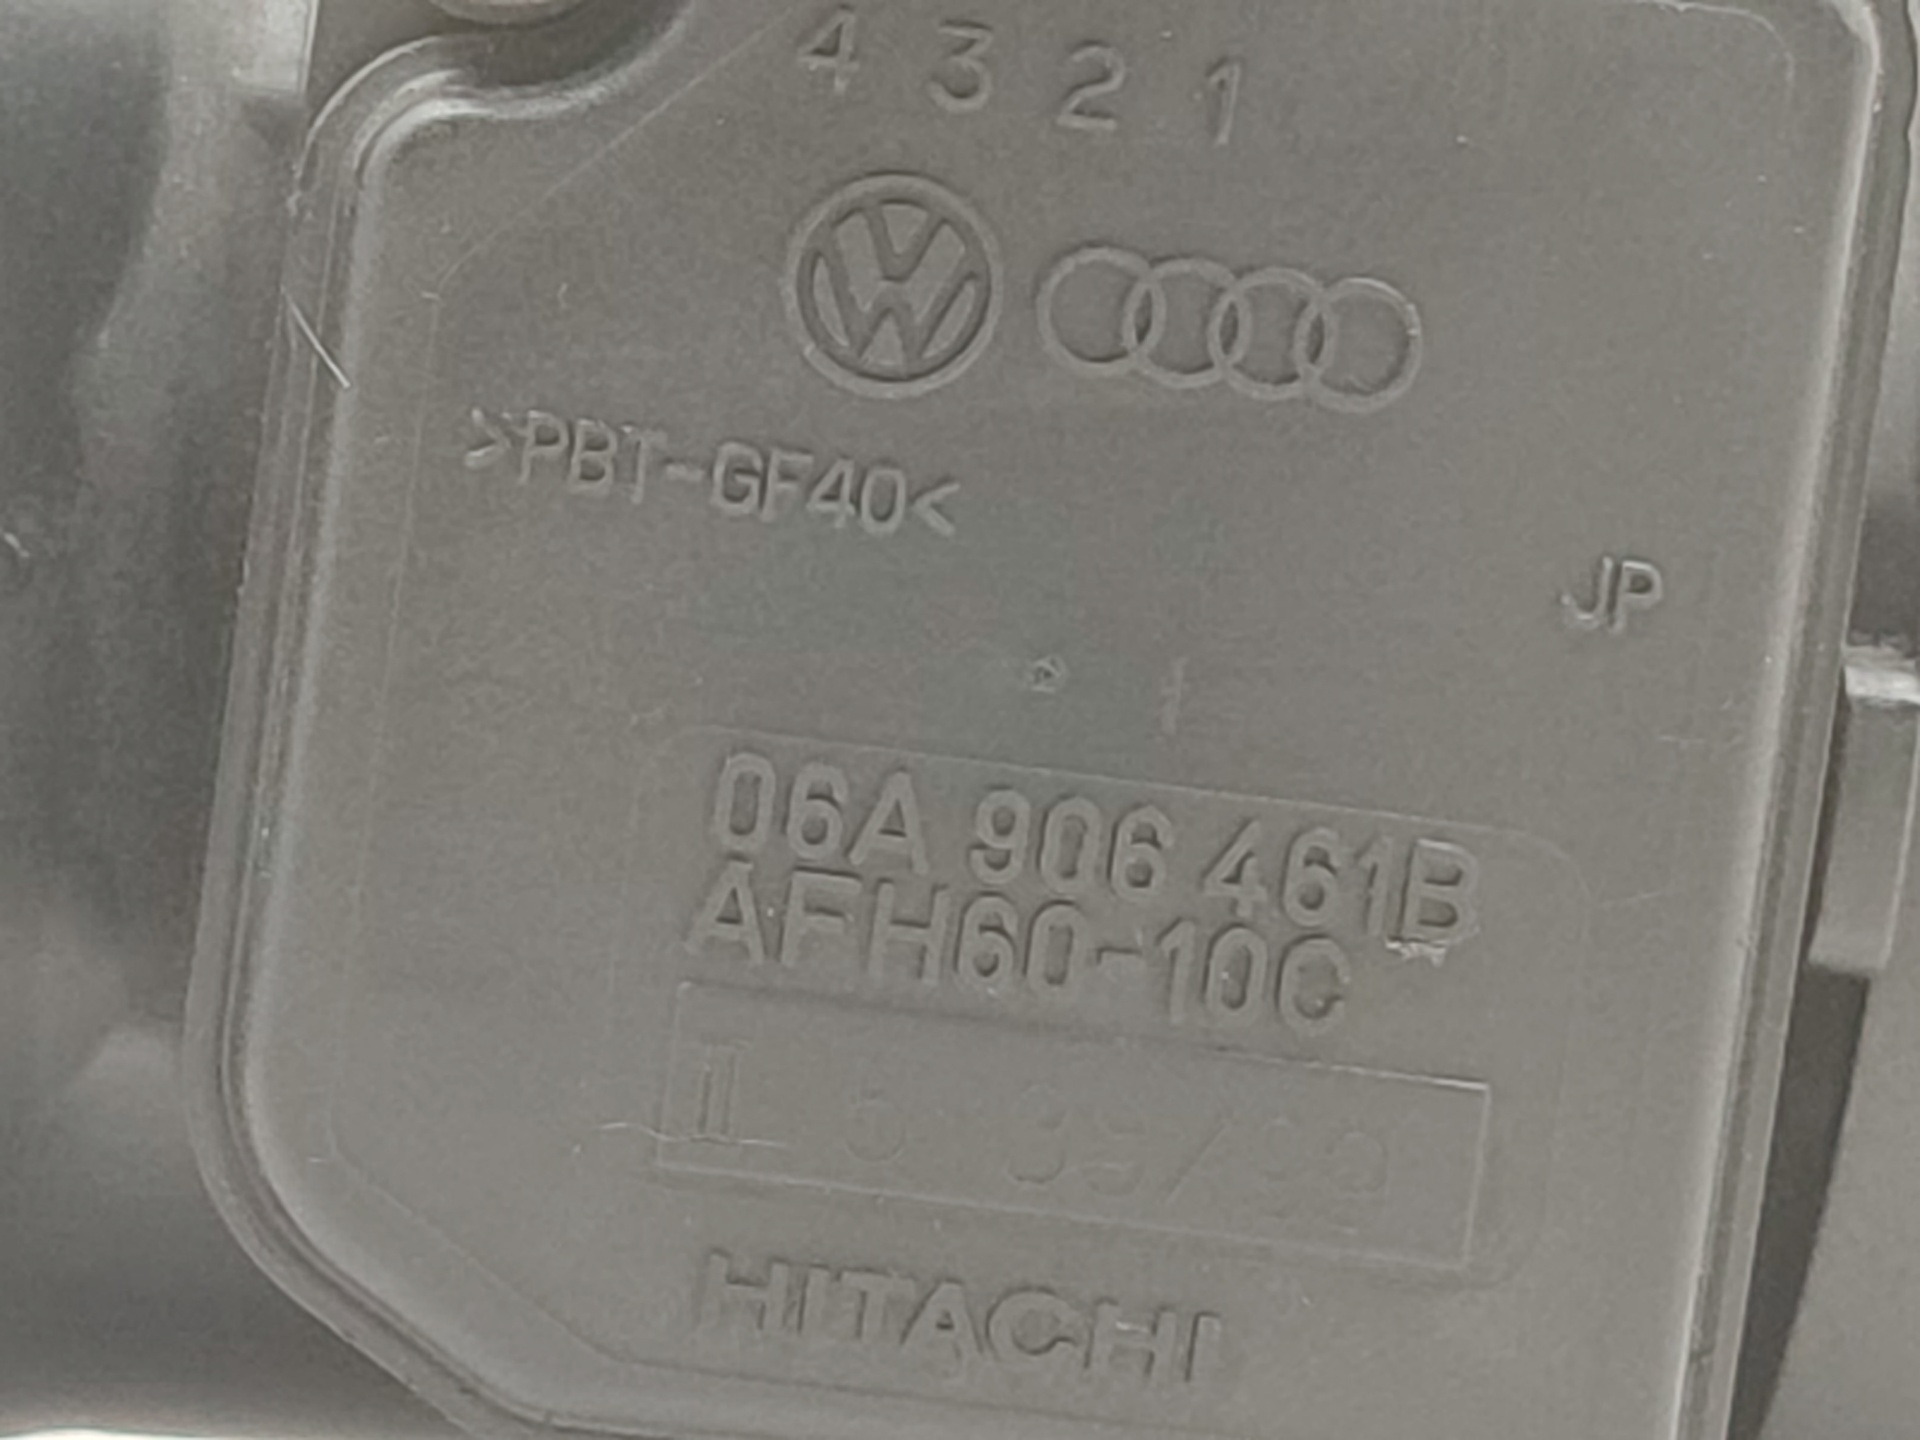 4 3 2 1
>PBT-GF40<
JP
06A 906 461B
AFH60-10C
HITACHI